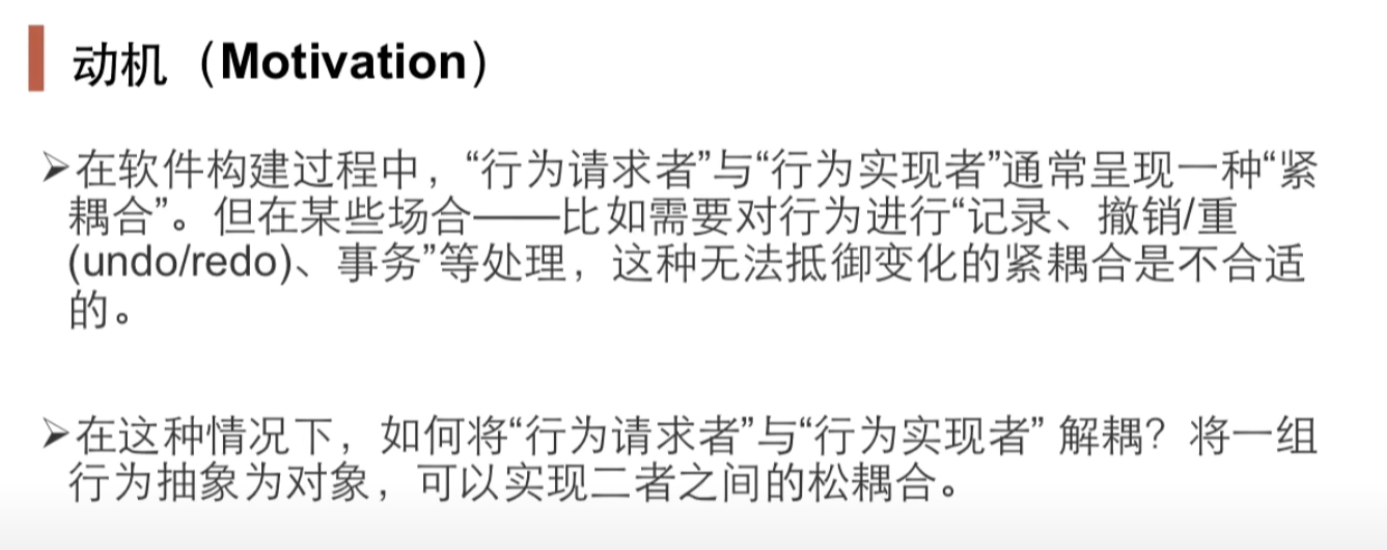 动机（Motivation）
➢在软件构建过程中，“行为请求者”与“行为实现者”通常呈现一种“紧
耦合”。但在某些场合——比如需要对行为进行“记录、撤销/重
(undo/redo)、事务”等处理，这种无法抵御变化的紧耦合是不合适
的。
➢在这种情况下，如何将“行为请求者”与“行为实现者” 解耦？将一组
行为抽象为对象，可以实现二者之间的松耦合。